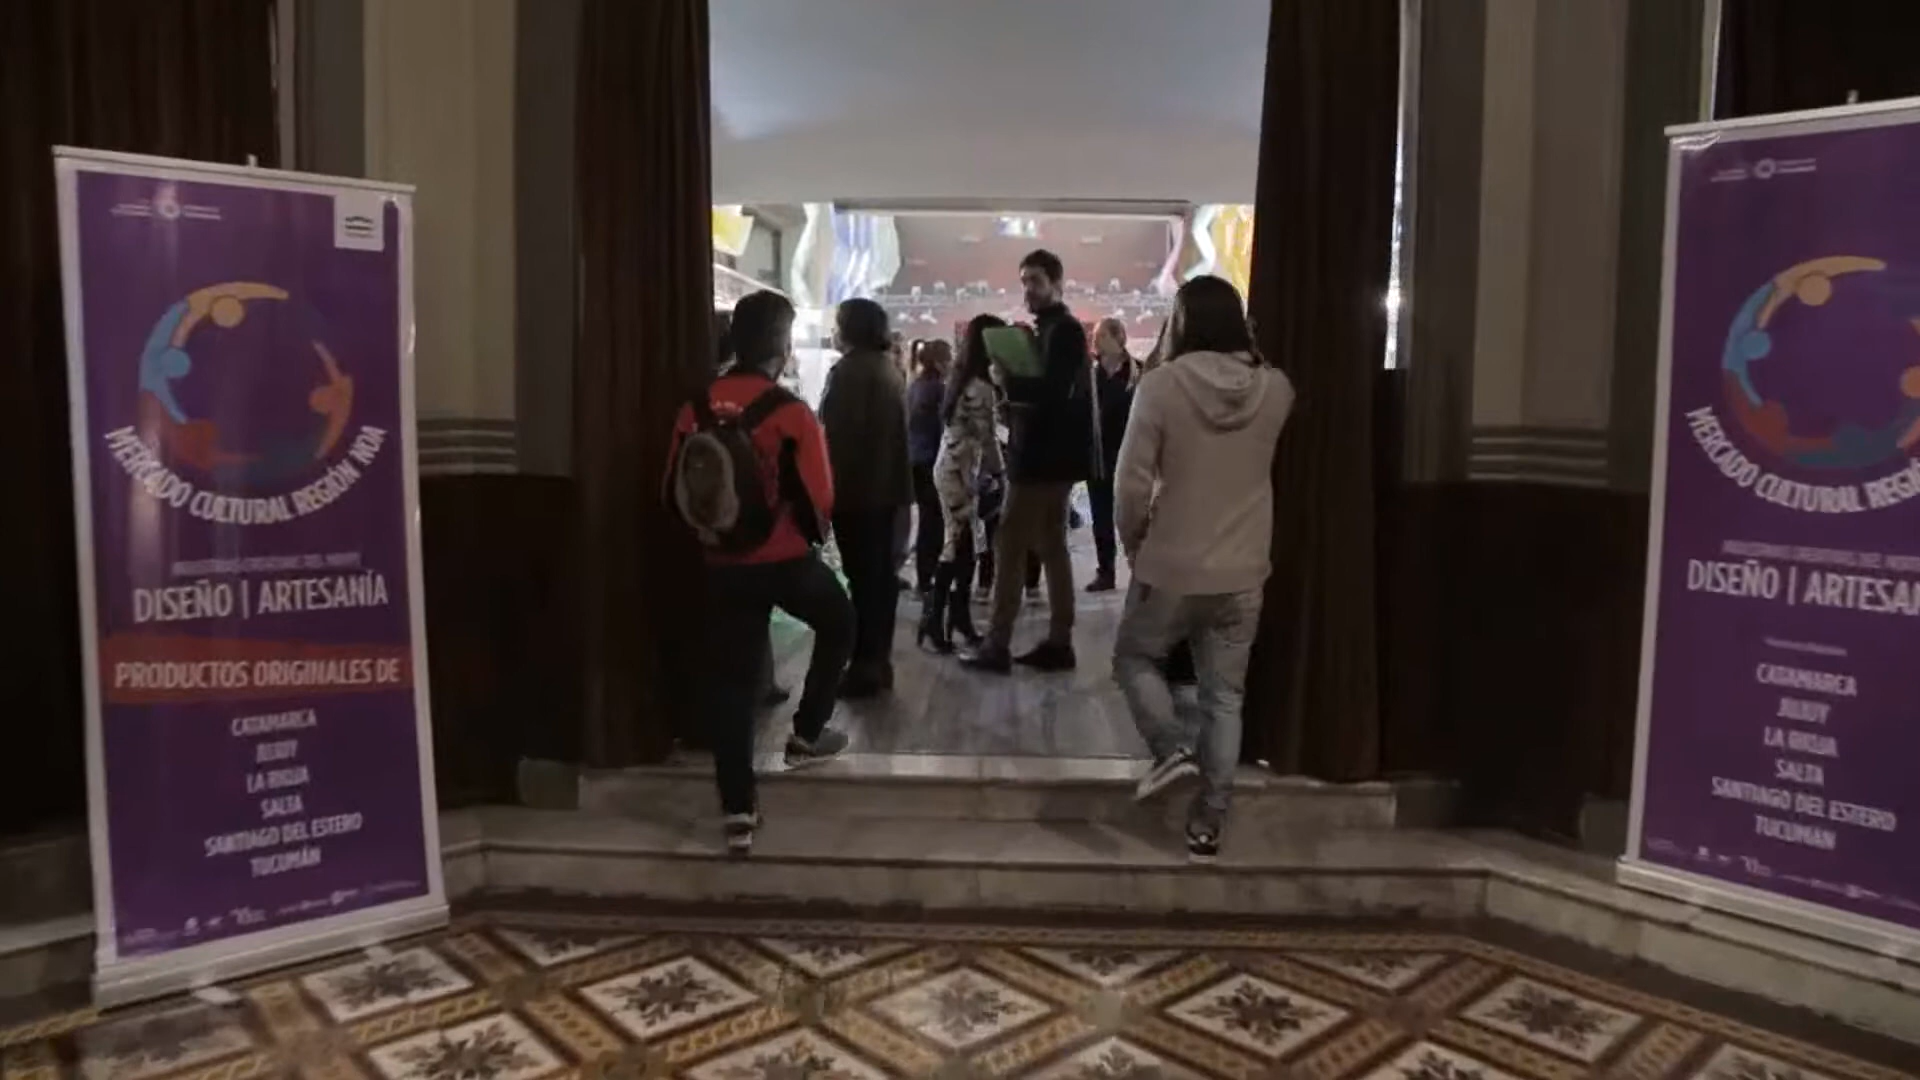 MERCADO CULTURAL REGIÓN NOA
DISEÑO | ARTESANÍA
PRODUCTOS ORIGINALES DE
CATAMARCA
JUJUY
LA RIOJA
SALTA
SANTIAGO DEL ESTERO
TUCUMÁN
MERCADO CULTURAL REGIÓ
DISEÑO | ARTESAN
CATAMARCA
JUJUY
LA RIOJA
SALTA
SANTIAGO DEL ESTERO
TUCUMÁN